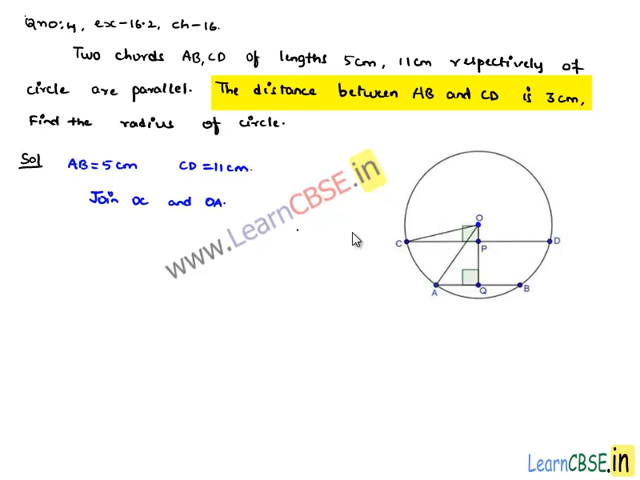 Qno:4, ex-16.2, ch-16.
Two chords AB, CD of lengths 5cm, 11cm respectively of
circle are parallel. The distance between AB and CD is 3cm,
Find the radius of circle.
Sol AB=5cm CD=11cm.
Join OC and OA.
www.LearnCBSE.in
O
C P D
A Q B
LearnCBSE.in